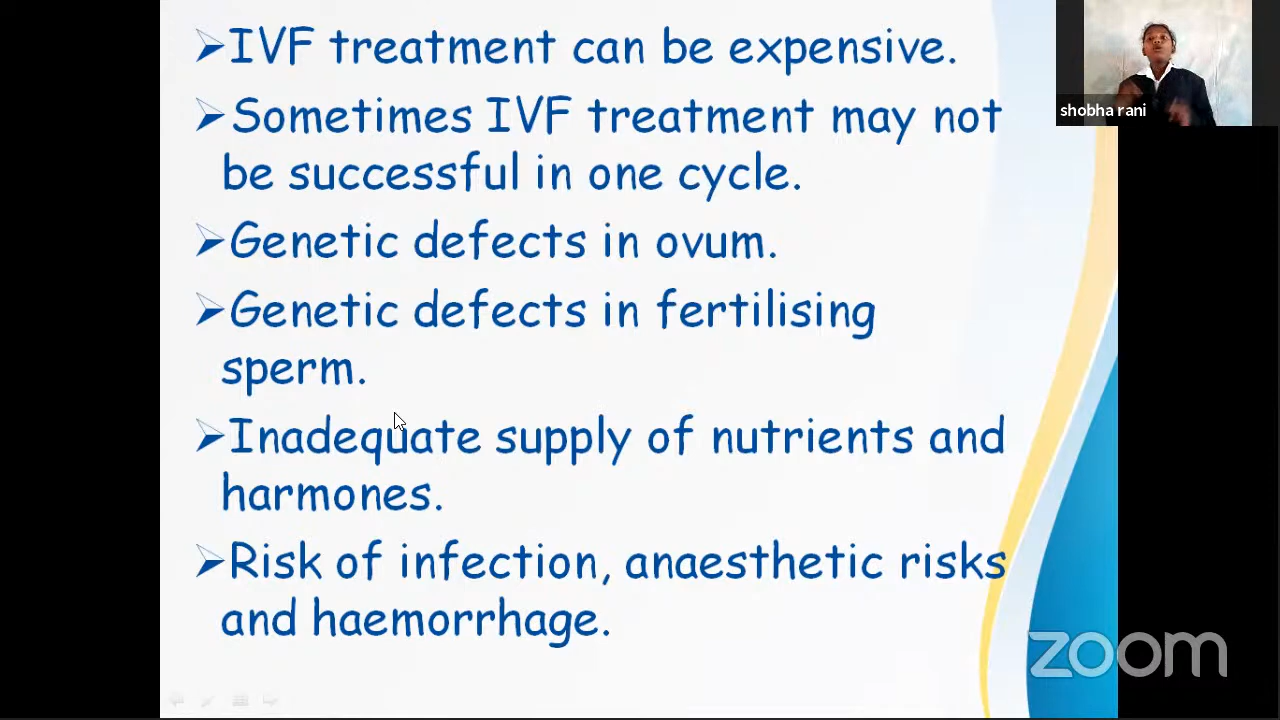 ➢IVF treatment can be expensive.
➢Sometimes IVF treatment may not
be successful in one cycle.
➢Genetic defects in ovum.
➢Genetic defects in fertilising
sperm.
➢Inadequate supply of nutrients and
harmones.
➢Risk of infection, anaesthetic risks
and haemorrhage.
shobha rani
zoom